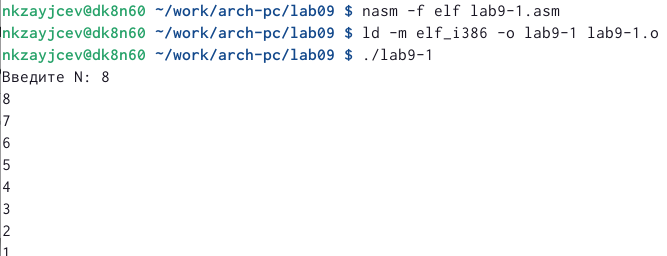 nkzayjcev@dk8n60 ~/work/arch-pc/lab09 $ nasm -f elf lab9-1.asm
nkzayjcev@dk8n60 ~/work/arch-pc/lab09 $ ld -m elf_i386 -o lab9-1 lab9-1.o
nkzayjcev@dk8n60 ~/work/arch-pc/lab09 $ ./lab9-1
Введите N: 8
8
7
6
5
4
3
2
1